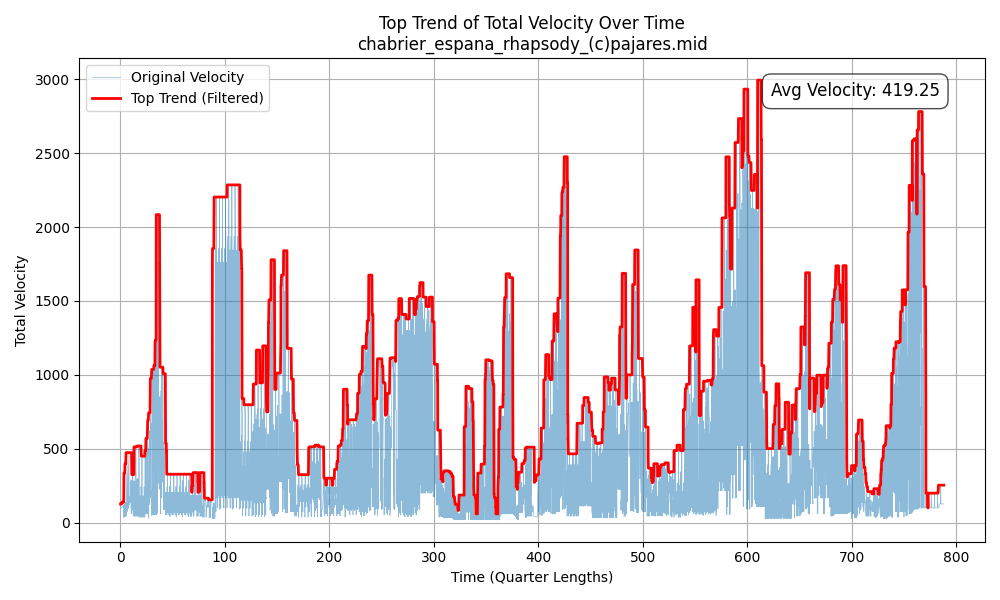 Top Trend of Total Velocity Over Time
chabrier_espana_rhapsody_(c)pajares.mid
Original Velocity
Top Trend (Filtered)
Avg Velocity: 419.25
Total Velocity
3000
2500
2000
1500
1000
500
0
0 100 200 300 400 500 600 700 800
Time (Quarter Lengths)